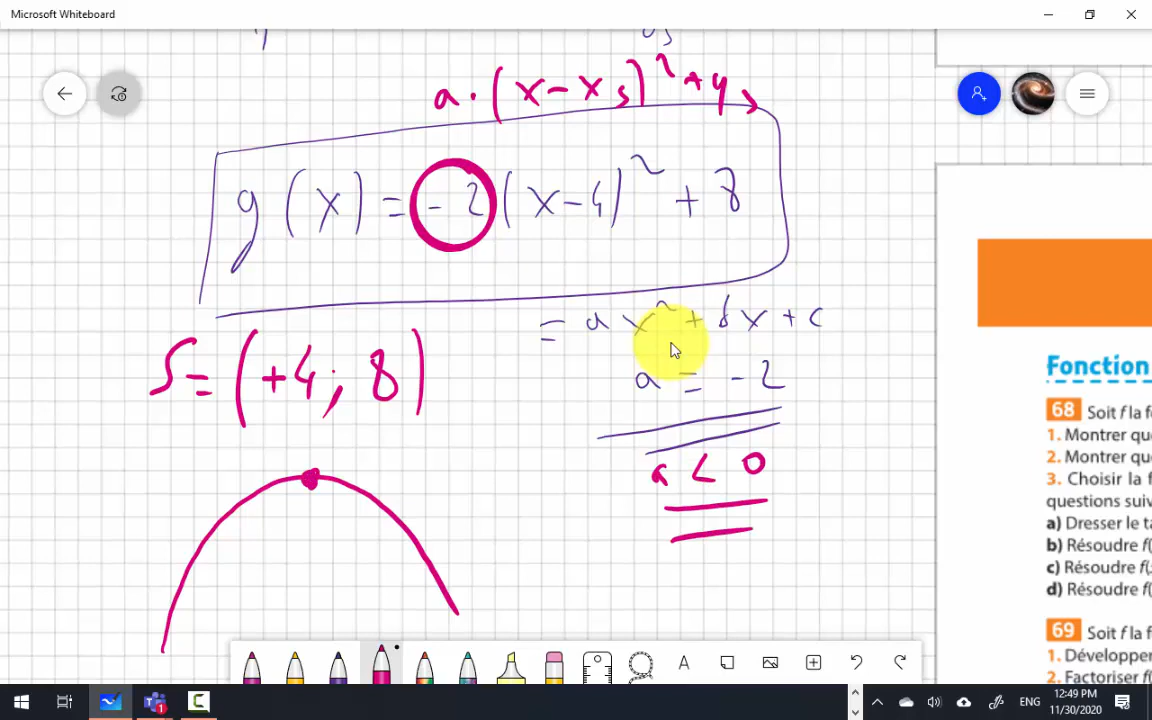 Microsoft Whiteboard
a · (x - x s)² + y s
g (x) = -2 (x-4)² + 8
= ax² + bx + c
S = (+4 ; 8)
a = -2
a < 0
Fonction
68 Soit f la f
1. Montrer que
2. Montrer que
3. Choisir la f
questions suiv
a) Dresser le ta
b) Résoudre f(
c) Résoudre f(
d) Résoudre f(
69 Soit f la fo
1. Développer
2. Factoriser f
A
1
ENG
12:49 PM
11/30/2020